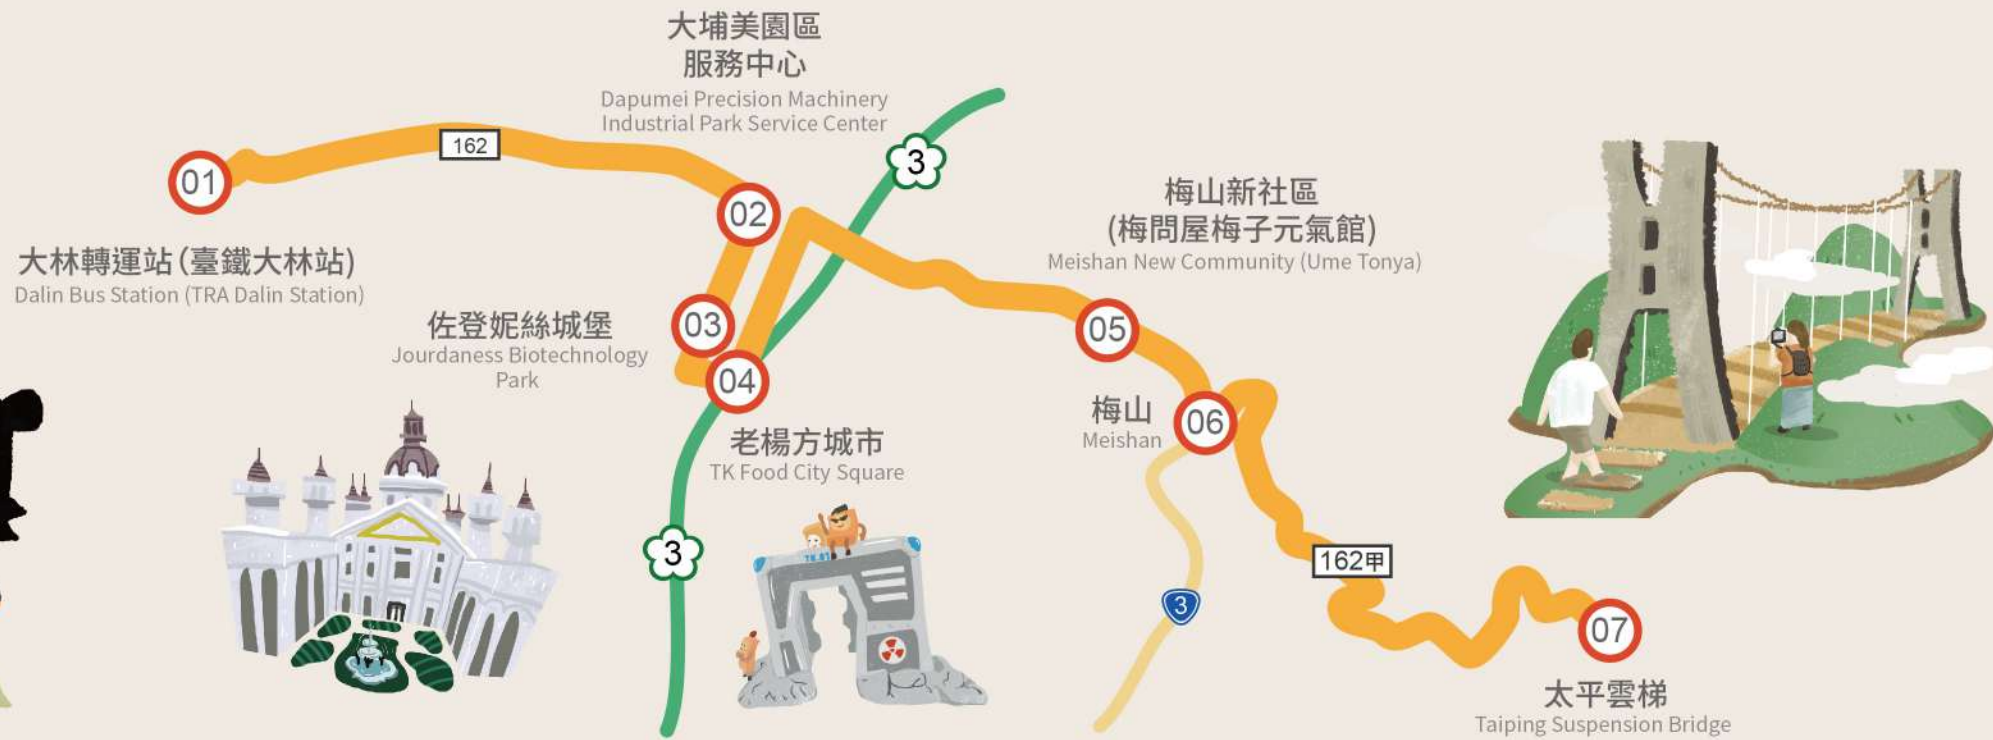 大埔美園區
服務中心
Dapumei Precision Machinery
Industrial Park Service Center
162
3
01
02
大林轉運站(臺鐵大林站)
Dalin Bus Station (TRA Dalin Station)
梅山新社區
(梅問屋梅子元氣館)
Meishan New Community (Ume Tonya)
佐登妮絲城堡
Jourdaness Biotechnology
Park
03
04
05
老楊方城市
TK Food City Square
梅山
Meishan
06
3
162甲
3
07
太平雲梯
Taiping Suspension Bridge